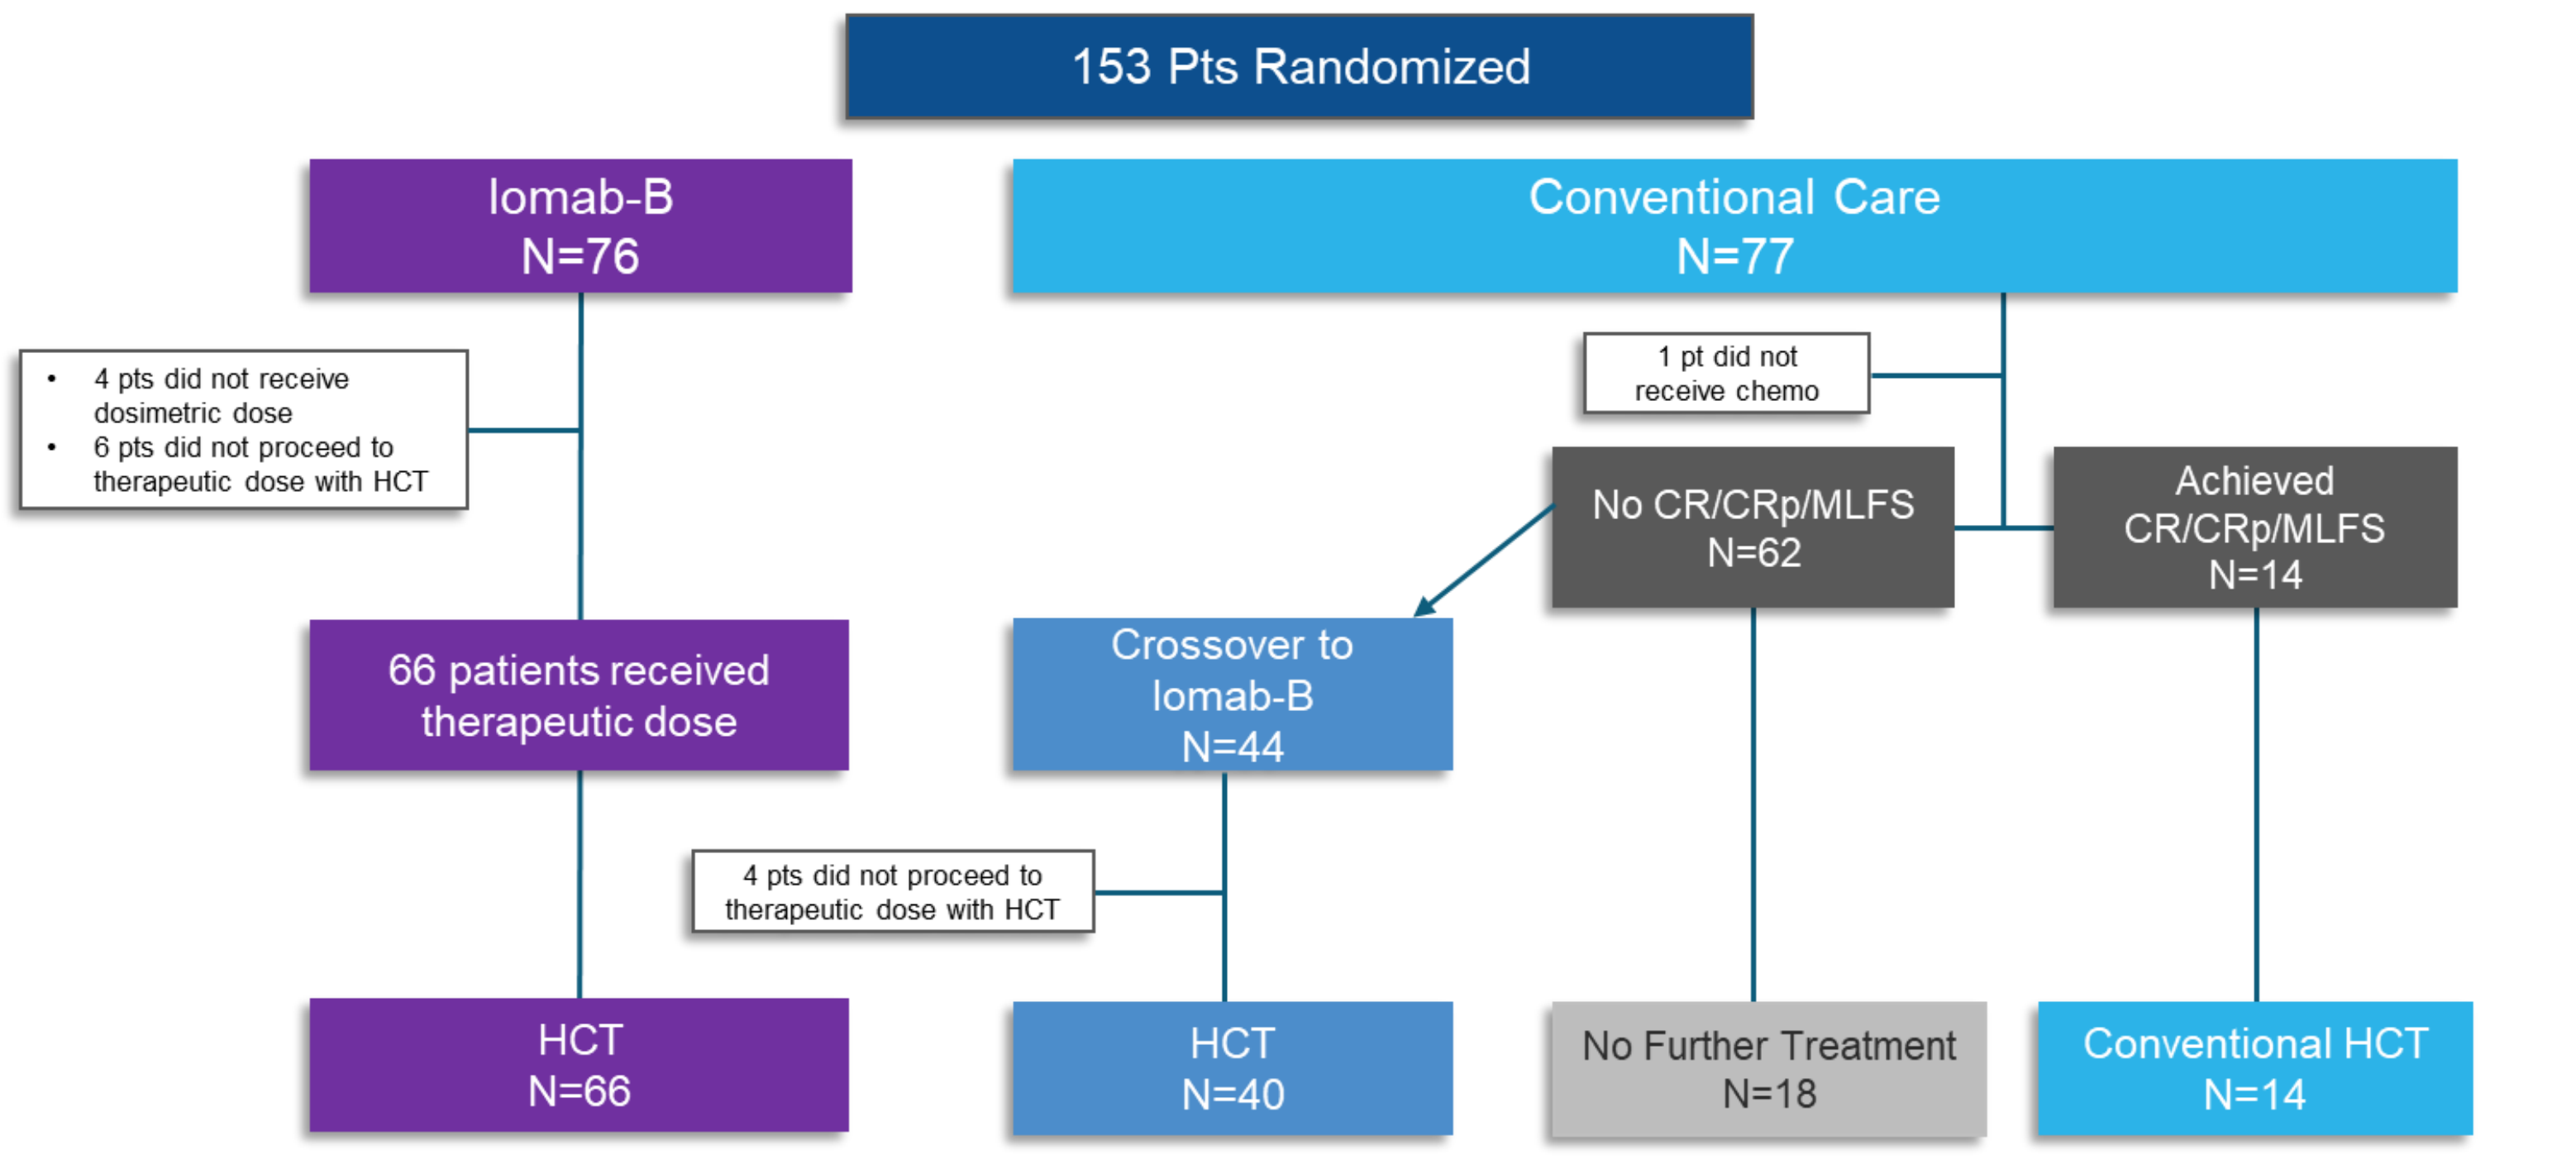 153 Pts Randomized
Iomab-B
N=76
Conventional Care
N=77
• 4 pts did not receive
dosimetric dose
• 6 pts did not proceed to
therapeutic dose with HCT
1 pt did not
receive chemo
No CR/CRp/MLFS
N=62
Achieved
CR/CRp/MLFS
N=14
66 patients received
therapeutic dose
Crossover to
Iomab-B
N=44
4 pts did not proceed to
therapeutic dose with HCT
HCT
N=66
HCT
N=40
No Further Treatment
N=18
Conventional HCT
N=14